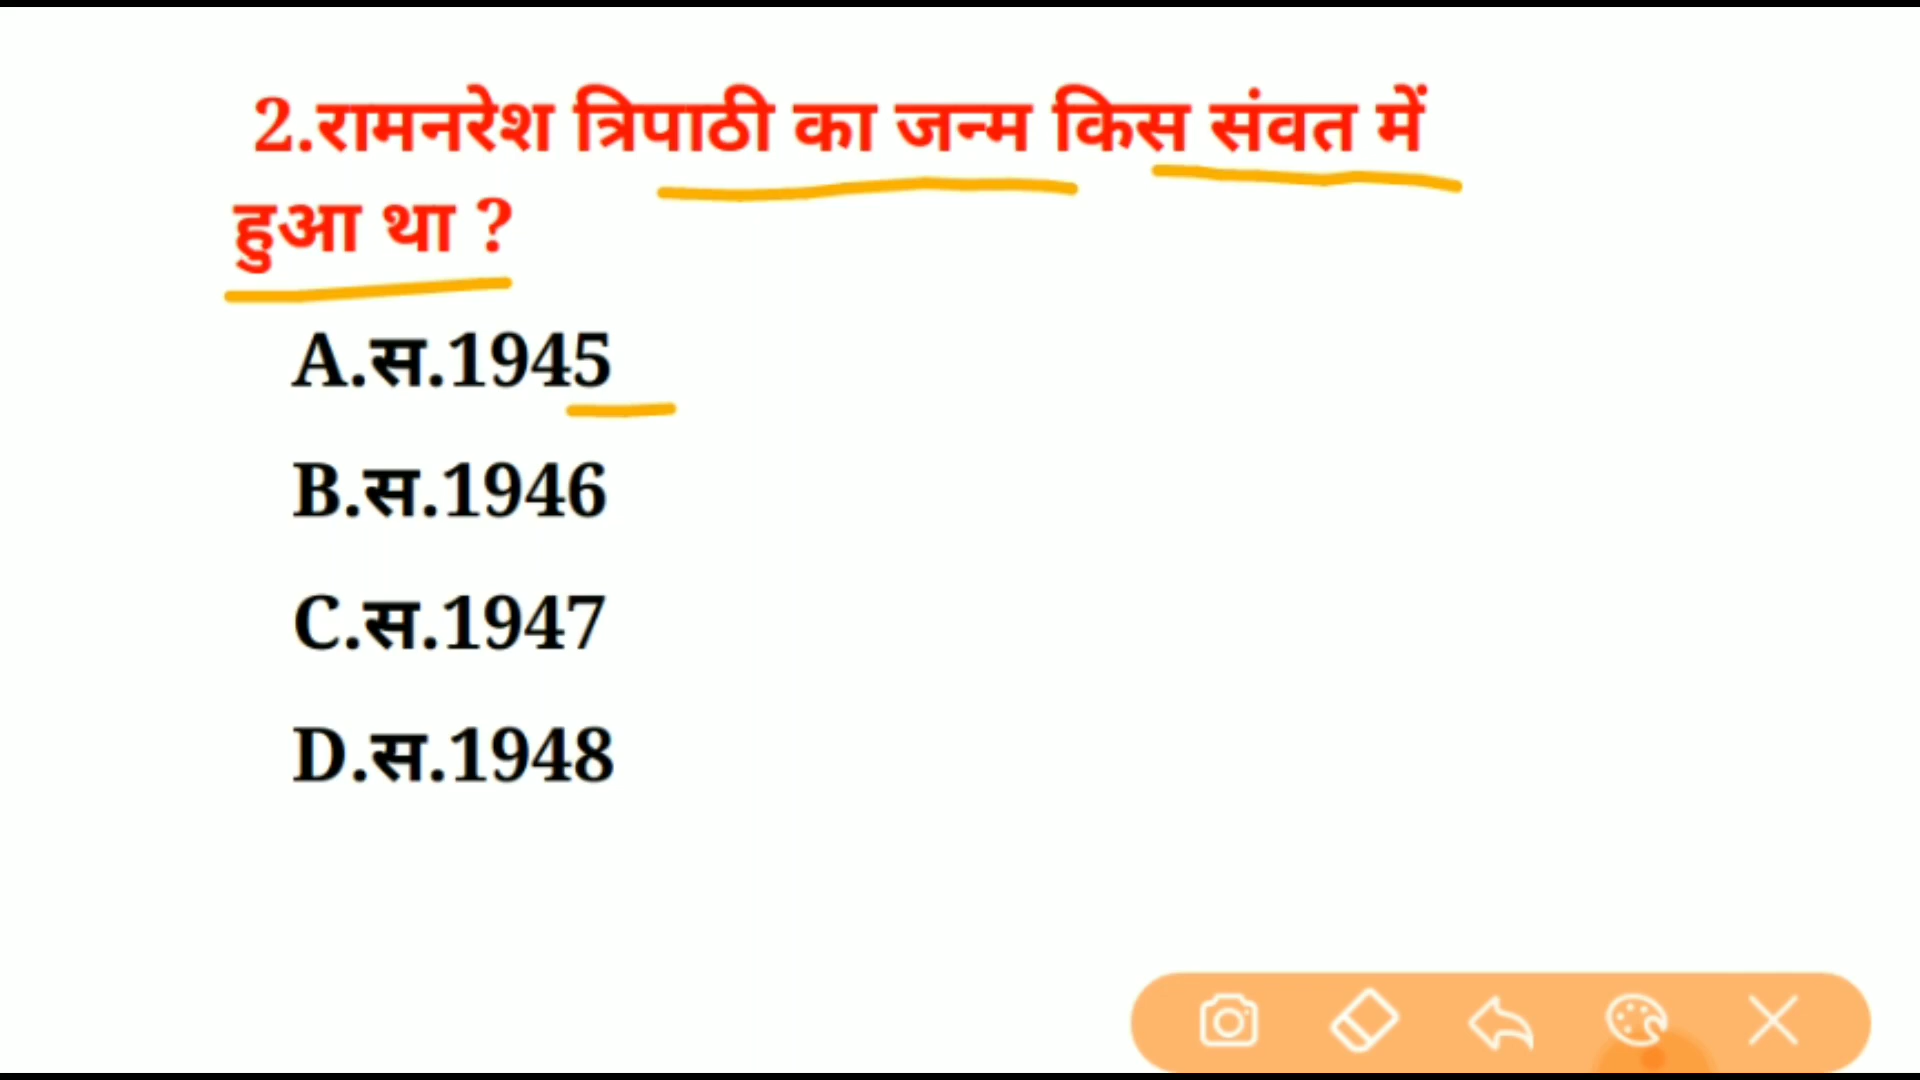 2.रामनरेश त्रिपाठी का जन्म किस संवत में
हुआ था ?
A.स.1945
B.स.1946
C.स.1947
D.स.1948